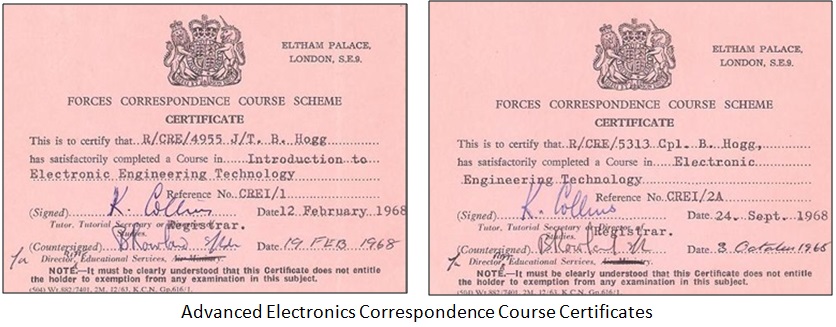 ELTHAM PALACE,
LONDON, S.E.9.
FORCES CORRESPONDENCE COURSE SCHEME
CERTIFICATE
This is to certify that R/CRE/4955 J/T. B. Hogg
has satisfactorily completed a Course in Introduction to
Electronic Engineering Technology
Reference No. CREI/1
(Signed) K. Collins Date 12 February 1968
Tutor, Tutorial Secretary or Registrar.
(Countersigned) Date 19 FEB 1968
for Director, Educational Services, Air Ministry.
NOTE.—It must be clearly understood that this Certificate does not entitle
the holder to exemption from any examination in this subject.
ELTHAM PALACE,
LONDON, S.E.9.
FORCES CORRESPONDENCE COURSE SCHEME
CERTIFICATE
This is to certify that R/CRE/5313 Cpl. B. Hogg,
has satisfactorily completed a Course in Electronic
Engineering Technology
Reference No. CREI/2A
(Signed) K. Collins Date 24. Sept. 1968
Tutor, Tutorial Secretary Registrar.
(Countersigned) Date 3 October 1968
for Director, Educational Services,
NOTE.—It must be clearly understood that this Certificate does not entitle
the holder to exemption from any examination in this subject.
Advanced Electronics Correspondence Course Certificates